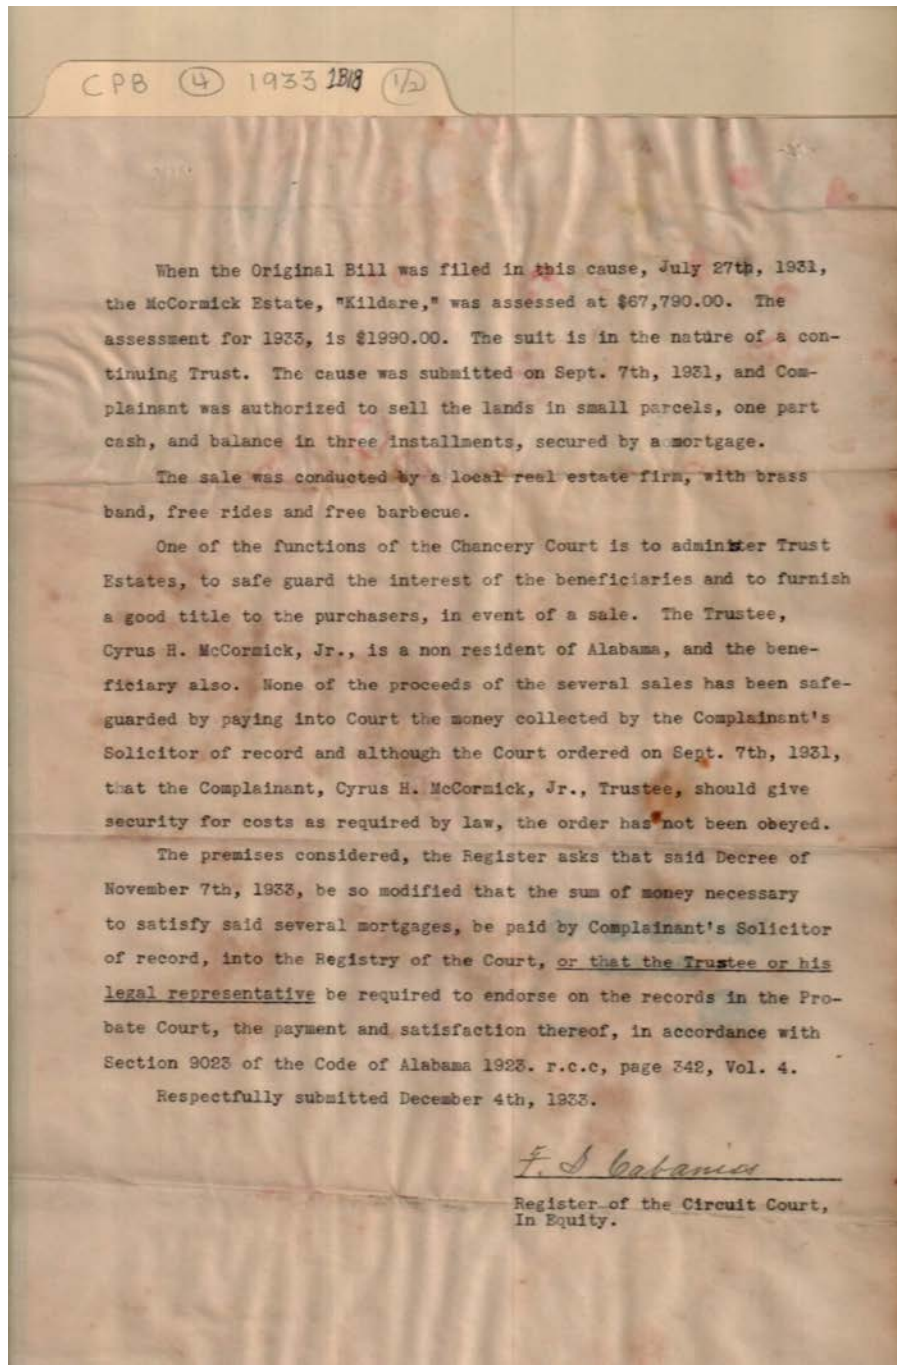 CPB 4 1933 1B18 1/2
When the Original Bill was filed in this cause, July 27th, 1931,
the McCormick Estate, "Kildare," was assessed at $67,790.00. The
assessment for 1933, is $1990.00. The suit is in the nature of a con-
tinuing Trust. The cause was submitted on Sept. 7th, 1931, and Com-
plainant was authorized to sell the lands in small parcels, one part
cash, and balance in three installments, secured by a mortgage.
The sale was conducted by a local real estate firm, with brass
band, free rides and free barbecue.
One of the functions of the Chancery Court is to administer Trust
Estates, to safe guard the interest of the beneficiaries and to furnish
a good title to the purchasers, in event of a sale. The Trustee,
Cyrus H. McCormick, Jr., is a non resident of Alabama, and the bene-
ficiary also. None of the proceeds of the several sales has been safe-
guarded by paying into Court the money collected by the Complainant's
Solicitor of record and although the Court ordered on Sept. 7th, 1931,
that the Complainant, Cyrus H. McCormick, Jr., Trustee, should give
security for costs as required by law, the order has not been obeyed.
The premises considered, the Register asks that said Decree of
November 7th, 1933, be so modified that the sum of money necessary
to satisfy said several mortgages, be paid by Complainant's Solicitor
of record, into the Registry of the Court, or that the Trustee or his
legal representative be required to endorse on the records in the Pro-
bate Court, the payment and satisfaction thereof, in accordance with
Section 9023 of the Code of Alabama 1923. r.c.c, page 342, Vol. 4.
Respectfully submitted December 4th, 1933.
F. S Cabaniss
Register of the Circuit Court,
In Equity.